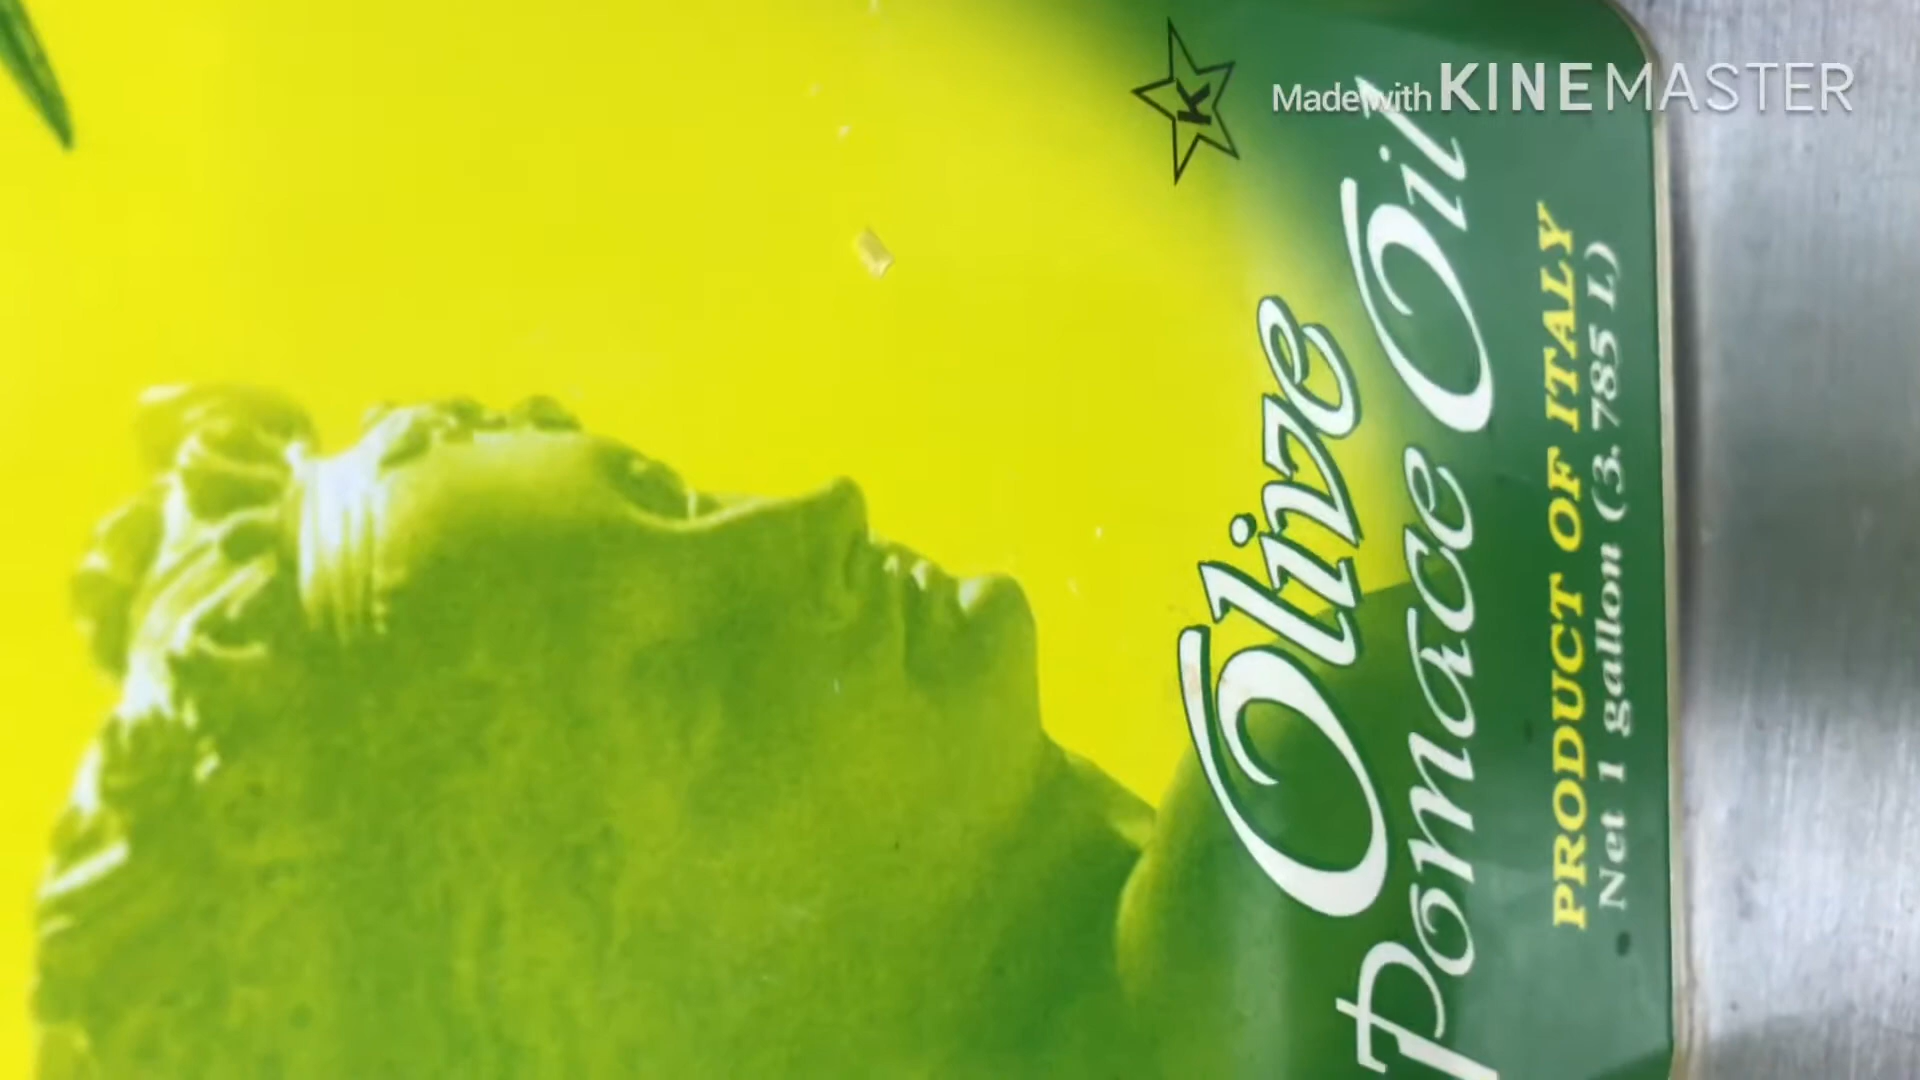 Made with KINEMASTER
K
Olive
Pomace Oil
PRODUCT OF ITALY
Net 1 gallon (3.785 L)